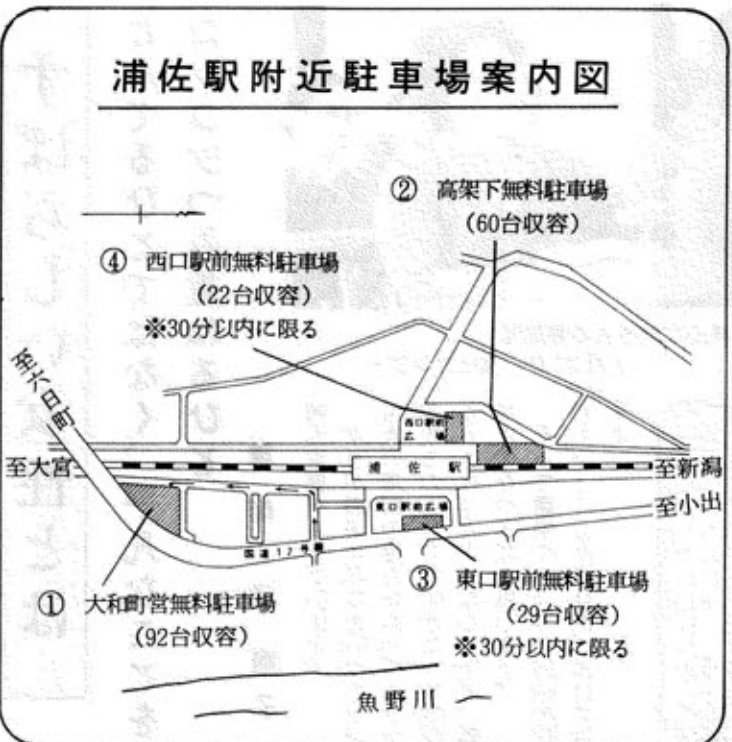 浦佐駅附近駐車場案内図
② 高架下無料駐車場
(60台収容)
④ 西口駅前無料駐車場
(22台収容)
※30分以内に限る
至六日町
西口駅前
広場
至大宮
浦佐駅
至新潟
至小出
東口駅前広場
国道17号線
① 大和町営無料駐車場
(92台収容)
③ 東口駅前無料駐車場
(29台収容)
※30分以内に限る
魚野川